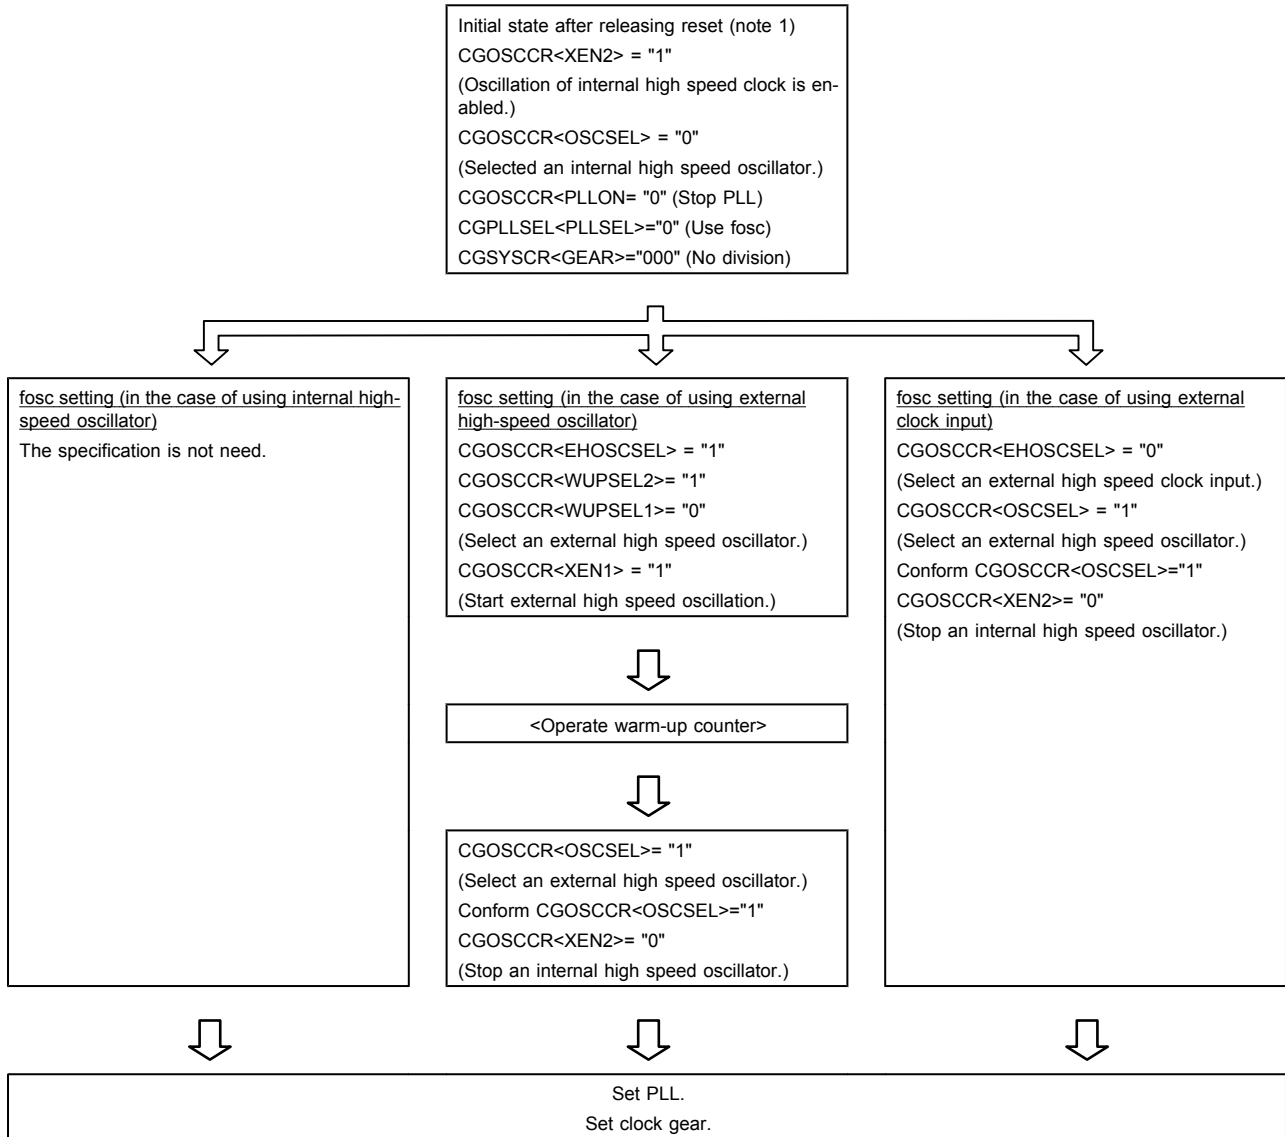 Initial state after releasing reset (note 1)
CGOSCCR<XEN2> = "1"
(Oscillation of internal high speed clock is en-
abled.)
CGOSCCR<OSCSEL> = "0"
(Selected an internal high speed oscillator.)
CGOSCCR<PLLON= "0" (Stop PLL)
CGPLLSEL<PLLSEL>="0" (Use fosc)
CGSYSCR<GEAR>="000" (No division)
fosc setting (in the case of using internal high-
speed oscillator)
The specification is not need.
fosc setting (in the case of using external
high-speed oscillator)
CGOSCCR<EHOSCSEL> = "1"
CGOSCCR<WUPSEL2>= "1"
CGOSCCR<WUPSEL1>= "0"
(Select an external high speed oscillator.)
CGOSCCR<XEN1> = "1"
(Start external high speed oscillation.)
<Operate warm-up counter>
CGOSCCR<OSCSEL>= "1"
(Select an external high speed oscillator.)
Conform CGOSCCR<OSCSEL>="1"
CGOSCCR<XEN2>= "0"
(Stop an internal high speed oscillator.)
fosc setting (in the case of using external
clock input)
CGOSCCR<EHOSCSEL> = "0"
(Select an external high speed clock input.)
CGOSCCR<OSCSEL> = "1"
(Select an external high speed oscillator.)
Conform CGOSCCR<OSCSEL>="1"
CGOSCCR<XEN2>= "0"
(Stop an internal high speed oscillator.)
Set PLL.
Set clock gear.